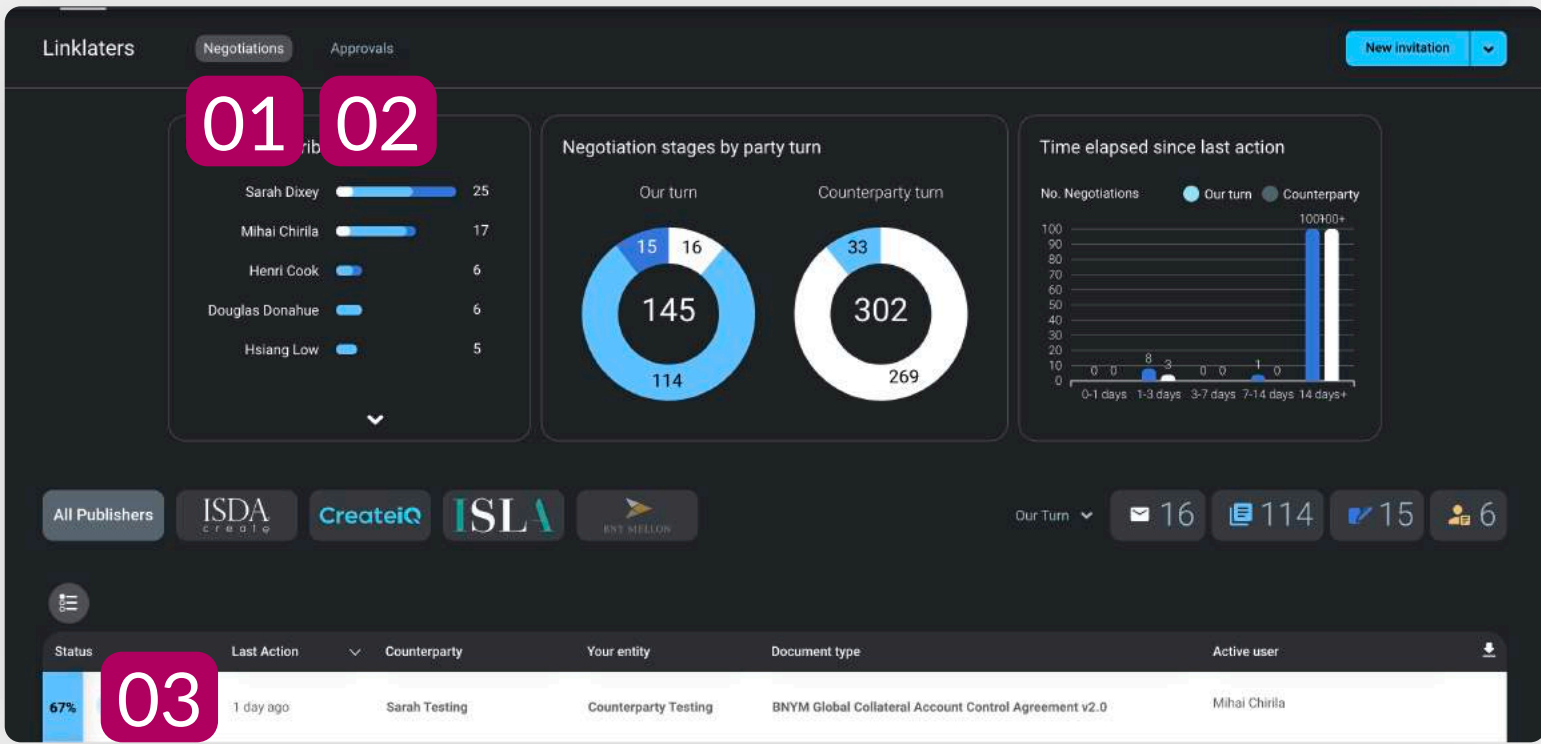 Linklaters
Negotiations
Approvals
New invitation
01
02
rib
Sarah Dixey 25
Mihai Chirila 17
Henri Cook 6
Douglas Donahue 6
Hsiang Low 5
Negotiation stages by party turn
Our turn
Counterparty turn
15
16
145
114
33
302
269
Time elapsed since last action
No. Negotiations
Our turn
Counterparty
100+
100+
100
90
80
70
60
50
40
30
20
10
0
0 0
8 3
0 0
1 0
0-1 days 1-3 days 3-7 days 7-14 days 14 days+
All Publishers
ISDA
create
CreateiQ
ISLA
BNY MELLON
Our Turn
16
114
15
6
Status
Last Action
Counterparty
Your entity
Document type
Active user
67%
03
1 day ago
Sarah Testing
Counterparty Testing
BNYM Global Collateral Account Control Agreement v2.0
Mihai Chirila